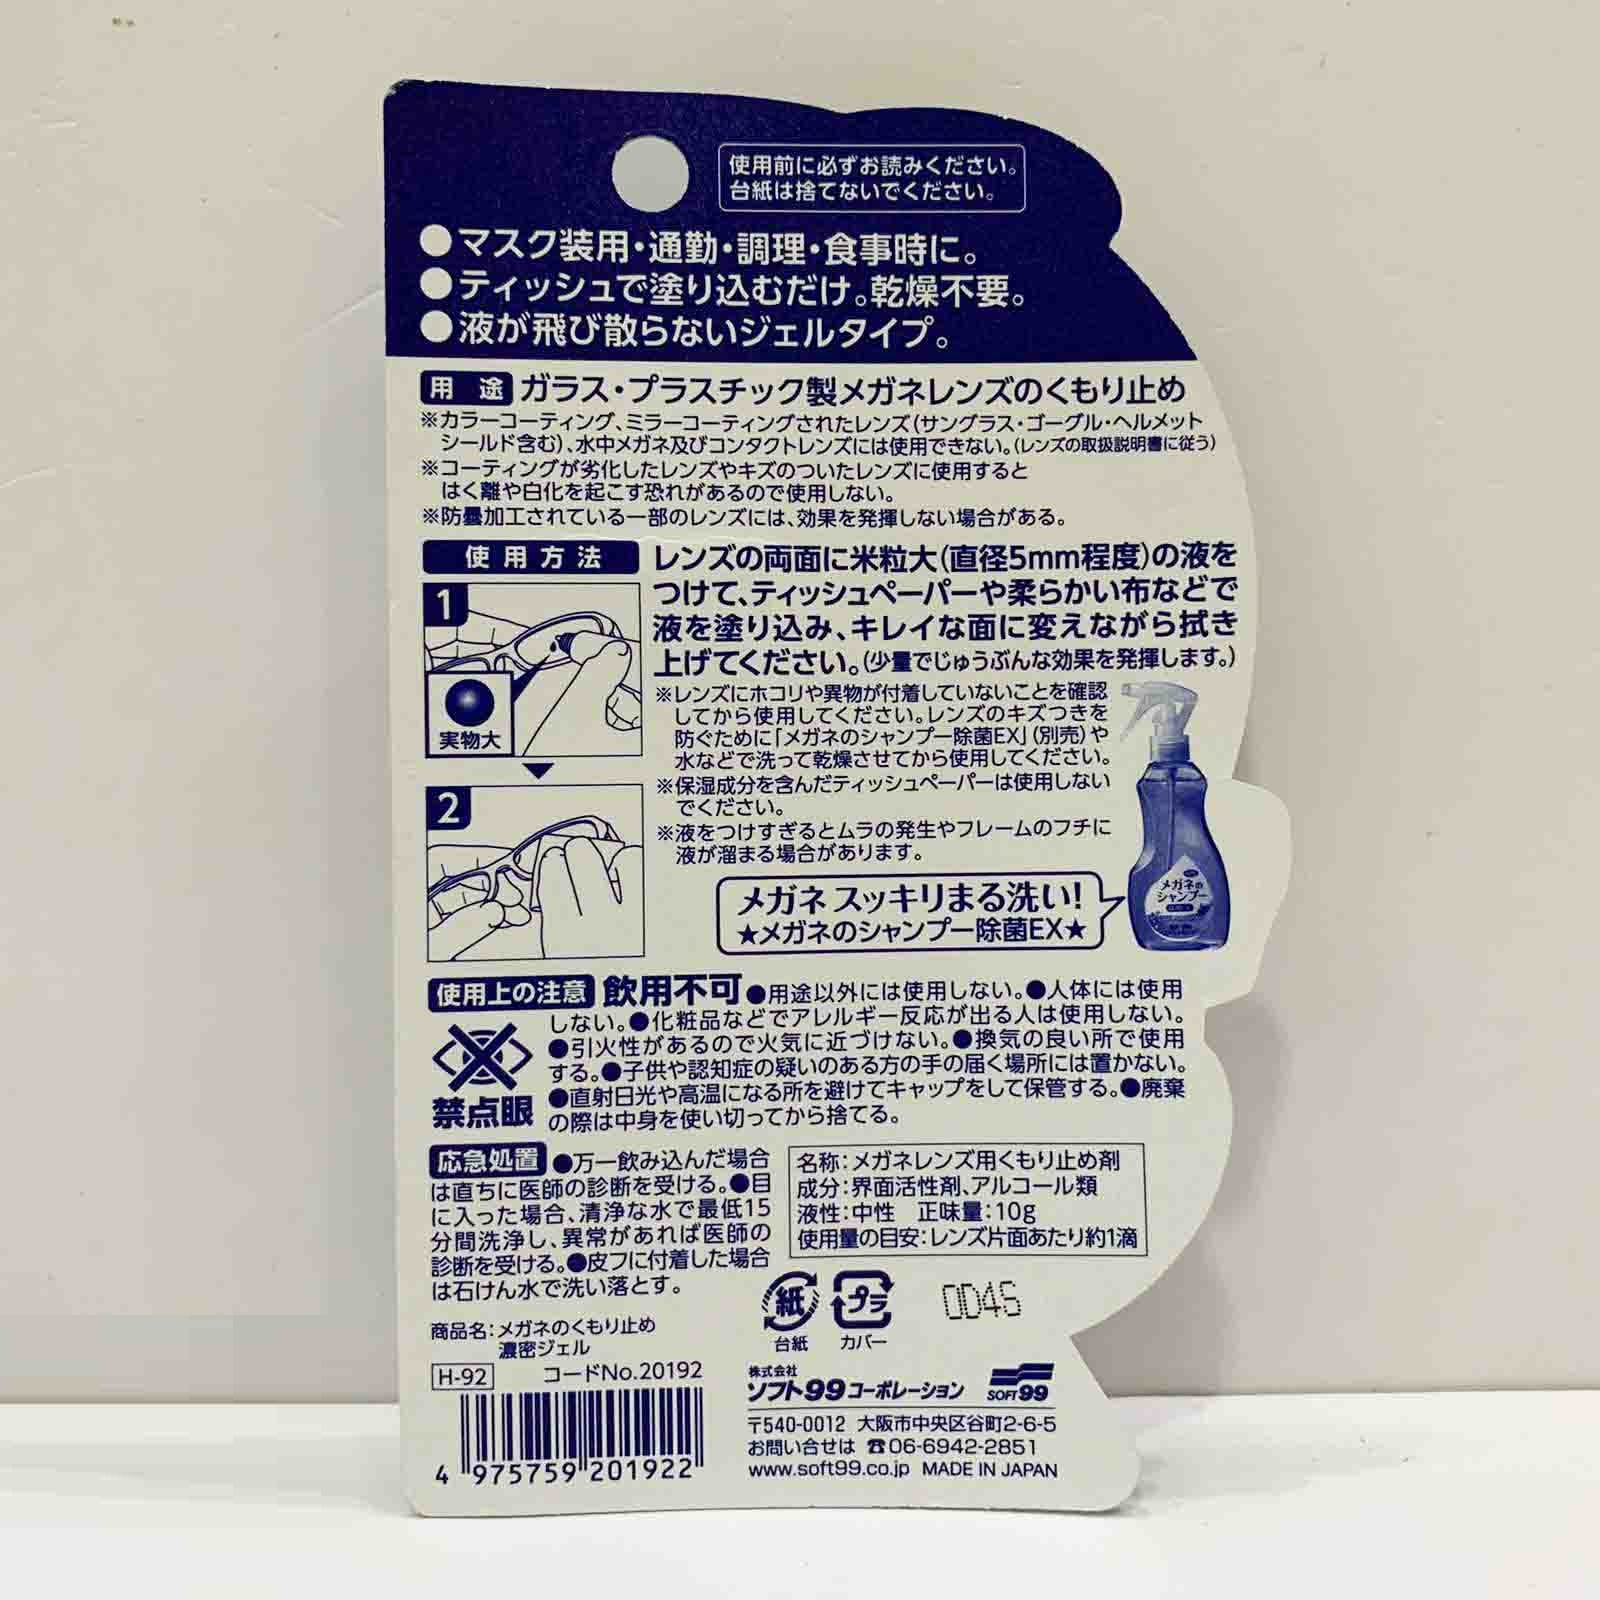 使用前に必ずお読みください。
台紙は捨てないでください。
●マスク装用・通勤・調理・食事時に。
●ティッシュで塗り込むだけ。乾燥不要。
●液が飛び散らないジェルタイプ。
用途 ガラス・プラスチック製メガネレンズのくもり止め
※カラーコーティング、ミラーコーティングされたレンズ(サングラス・ゴーグル・ヘルメット
シールド含む)、水中メガネ及びコンタクトレンズには使用できない。(レンズの取扱説明書に従う)
※コーティングが劣化したレンズやキズのついたレンズに使用すると
はく離や白化を起こす恐れがあるので使用しない。
※防曇加工されている一部のレンズには、効果を発揮しない場合がある。
使用方法
レンズの両面に米粒大(直径5mm程度)の液を
つけて、ティッシュペーパーや柔らかい布などで
液を塗り込み、キレイな面に変えながら拭き
上げてください。(少量でじゅうぶんな効果を発揮します。)
1
実物大
2
※レンズにホコリや異物が付着していないことを確認
してから使用してください。レンズのキズつきを
防ぐために「メガネのシャンプー除菌EX」(別売)や
水などで洗って乾燥させてから使用してください。
※保湿成分を含んだティッシュペーパーは使用しない
でください。
※液をつけすぎるとムラの発生やフレームのフチに
液が溜まる場合があります。
メガネの
シャンプー
メガネ スッキリまる洗い!
★メガネのシャンプー除菌EX★
使用上の注意 飲用不可 ●用途以外には使用しない。●人体には使用
しない。●化粧品などでアレルギー反応が出る人は使用しない。
●引火性があるので火気に近づけない。●換気の良い所で使用
する。●子供や認知症の疑いのある方の手の届く場所には置かない。
●直射日光や高温になる所を避けてキャップをして保管する。●廃棄
の際は中身を使い切ってから捨てる。
禁点眼
応急処置 ●万一飲み込んだ場合
は直ちに医師の診断を受ける。●目
に入った場合、清浄な水で最低15
分間洗浄し、異常があれば医師の
診断を受ける。●皮フに付着した場合
は石けん水で洗い落とす。
名称:メガネレンズ用くもり止め剤
成分:界面活性剤、アルコール類
液性:中性 正味量:10g
使用量の目安:レンズ片面あたり約1滴
紙
台紙
プラ
カバー
0D45
商品名:メガネのくもり止め
濃密ジェル
H-92 コードNo.20192
4 975759 201922
株式会社
ソフト99コーポレーション
SOFT99
〒540-0012 大阪市中央区谷町2-6-5
お問い合せは ☎06-6942-2851
www.soft99.co.jp MADE IN JAPAN